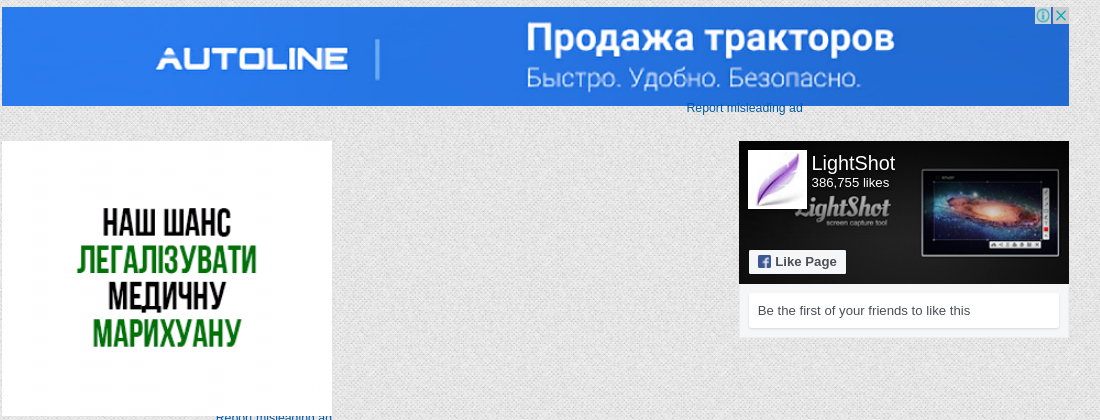 AUTOLINE
Продажа тракторов
Быстро. Удобно. Безопасно.
Report misleading ad
НАШ ШАНС
ЛЕГАЛІЗУВАТИ
МЕДИЧНУ
МАРИХУАНУ
Report misleading ad
LightShot
386,755 likes
LightShot
screen capture tool
Like Page
Be the first of your friends to like this